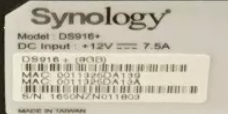 Synology
Model : DS916+
DC Input : +12V ⎓ 7.5A
DS916 + (8GB)
MAC 0011325DA139
MAC 0011325DA13A
S/N. 1650NZN011803
MADE IN TAIWAN